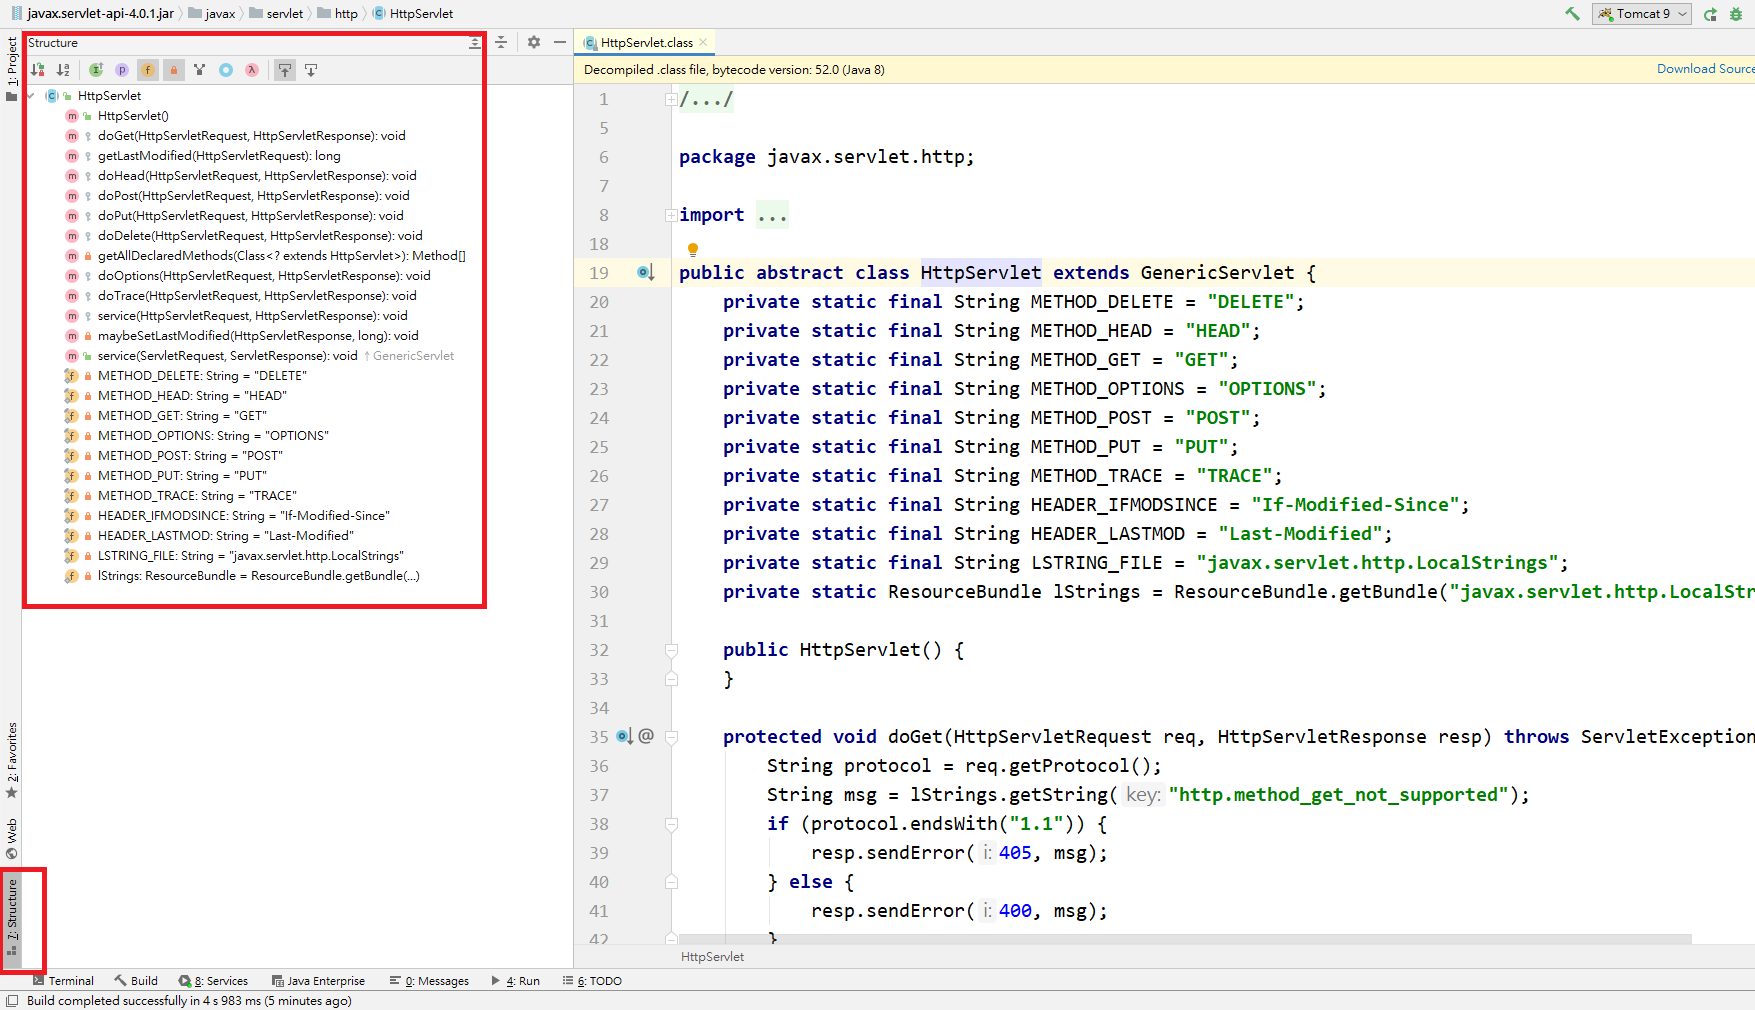 javax.servlet-api-4.0.1.jar javax servlet http HttpServlet Tomcat 9
1: Project
2: Favorites
Web
7: Structure
Structure
HttpServlet
HttpServlet()
doGet(HttpServletRequest, HttpServletResponse): void
getLastModified(HttpServletRequest): long
doHead(HttpServletRequest, HttpServletResponse): void
doPost(HttpServletRequest, HttpServletResponse): void
doPut(HttpServletRequest, HttpServletResponse): void
doDelete(HttpServletRequest, HttpServletResponse): void
getAllDeclaredMethods(Class<? extends HttpServlet>): Method[]
doOptions(HttpServletRequest, HttpServletResponse): void
doTrace(HttpServletRequest, HttpServletResponse): void
service(HttpServletRequest, HttpServletResponse): void
maybeSetLastModified(HttpServletResponse, long): void
service(ServletRequest, ServletResponse): void ↑GenericServlet
METHOD_DELETE: String = "DELETE"
METHOD_HEAD: String = "HEAD"
METHOD_GET: String = "GET"
METHOD_OPTIONS: String = "OPTIONS"
METHOD_POST: String = "POST"
METHOD_PUT: String = "PUT"
METHOD_TRACE: String = "TRACE"
HEADER_IFMODSINCE: String = "If-Modified-Since"
HEADER_LASTMOD: String = "Last-Modified"
LSTRING_FILE: String = "javax.servlet.http.LocalStrings"
lStrings: ResourceBundle = ResourceBundle.getBundle(...)
HttpServlet.class
Decompiled .class file, bytecode version: 52.0 (Java 8) Download Source
1 /.../
5
6 package javax.servlet.http;
7
8 import ...
18
19 public abstract class HttpServlet extends GenericServlet {
20 private static final String METHOD_DELETE = "DELETE";
21 private static final String METHOD_HEAD = "HEAD";
22 private static final String METHOD_GET = "GET";
23 private static final String METHOD_OPTIONS = "OPTIONS";
24 private static final String METHOD_POST = "POST";
25 private static final String METHOD_PUT = "PUT";
26 private static final String METHOD_TRACE = "TRACE";
27 private static final String HEADER_IFMODSINCE = "If-Modified-Since";
28 private static final String HEADER_LASTMOD = "Last-Modified";
29 private static final String LSTRING_FILE = "javax.servlet.http.LocalStrings";
30 private static ResourceBundle lStrings = ResourceBundle.getBundle("javax.servlet.http.LocalStr
31
32 public HttpServlet() {
33 }
34
35 @ protected void doGet(HttpServletRequest req, HttpServletResponse resp) throws ServletException
36 String protocol = req.getProtocol();
37 String msg = lStrings.getString( key: "http.method_get_not_supported");
38 if (protocol.endsWith("1.1")) {
39 resp.sendError( i: 405, msg);
40 } else {
41 resp.sendError( i: 400, msg);
42 }
HttpServlet
Terminal Build 8: Services Java Enterprise 0: Messages 4: Run 6: TODO
Build completed successfully in 4 s 983 ms (5 minutes ago)